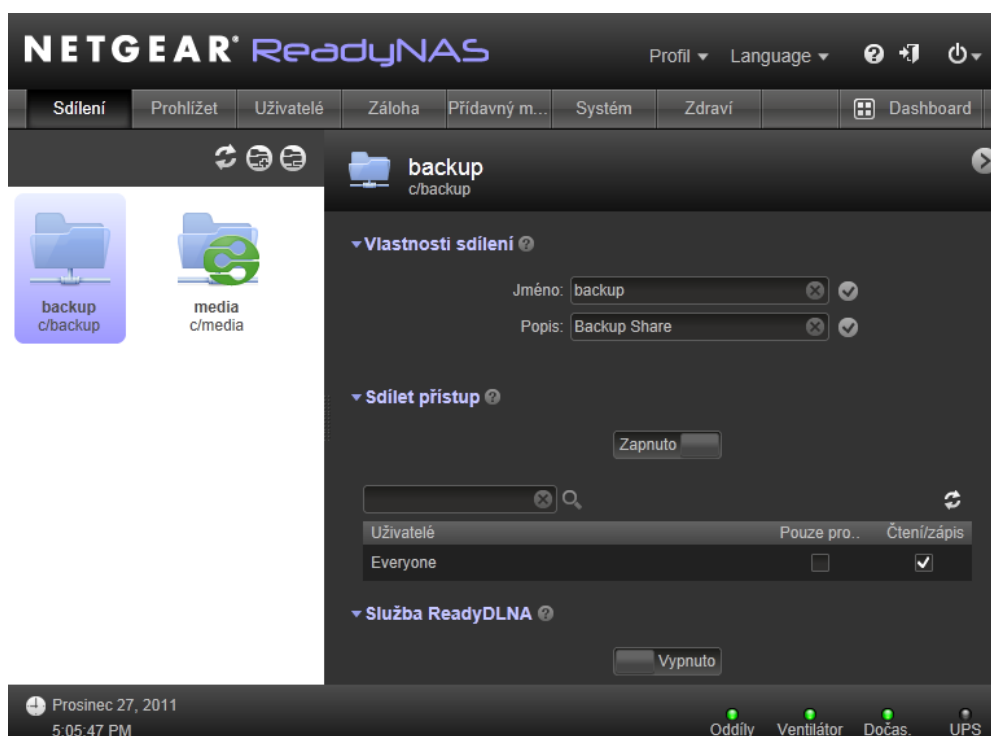 NETGEAR® ReadyNAS
Profil Language
Sdílení Prohlížet Uživatelé Záloha Přídavný m... Systém Zdraví Dashboard
backup
c/backup
media
c/media
backup
c/backup
Vlastnosti sdílení
Jméno: backup
Popis: Backup Share
Sdílet přístup
Zapnuto
Uživatelé Pouze pro.. Čtení/zápis
Everyone
Služba ReadyDLNA
Vypnuto
Prosinec 27, 2011
5:05:47 PM
Oddíly Ventilátor Dočas. UPS